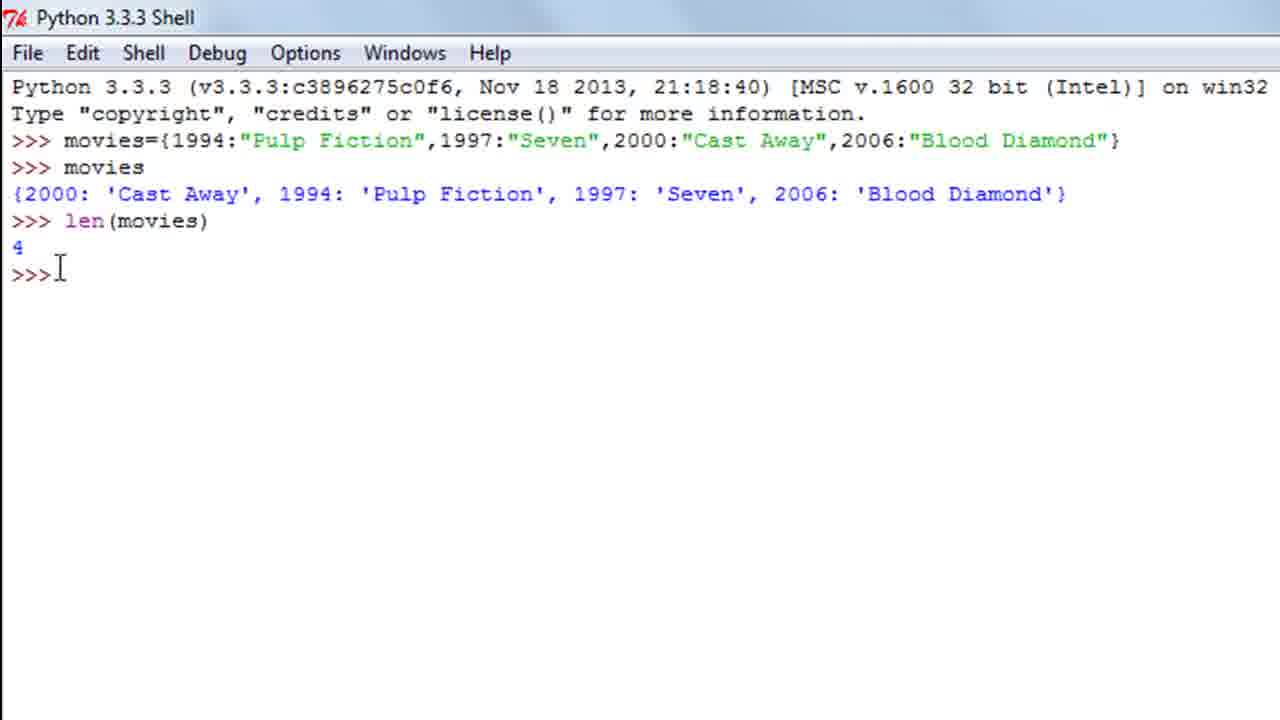 Python 3.3.3 Shell
File Edit Shell Debug Options Windows Help
Python 3.3.3 (v3.3.3:c3896275c0f6, Nov 18 2013, 21:18:40) [MSC v.1600 32 bit (Intel)] on win32
Type "copyright", "credits" or "license()" for more information.
>>> movies={1994:"Pulp Fiction",1997:"Seven",2000:"Cast Away",2006:"Blood Diamond"}
>>> movies
{2000: 'Cast Away', 1994: 'Pulp Fiction', 1997: 'Seven', 2006: 'Blood Diamond'}
>>> len(movies)
4
>>>